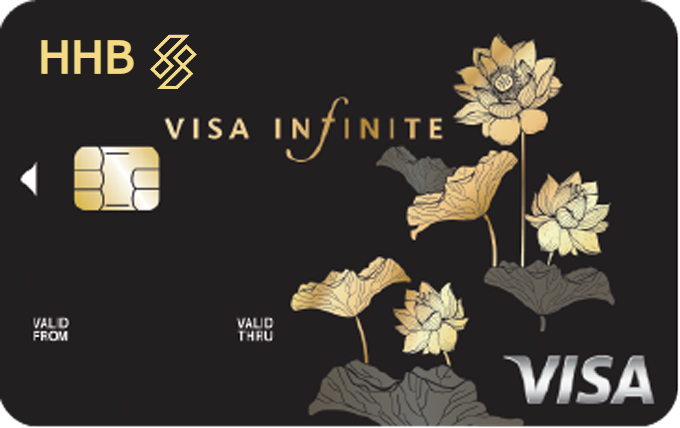 HHB
VISA INFINITE
VALID
FROM
VALID
THRU
VISA